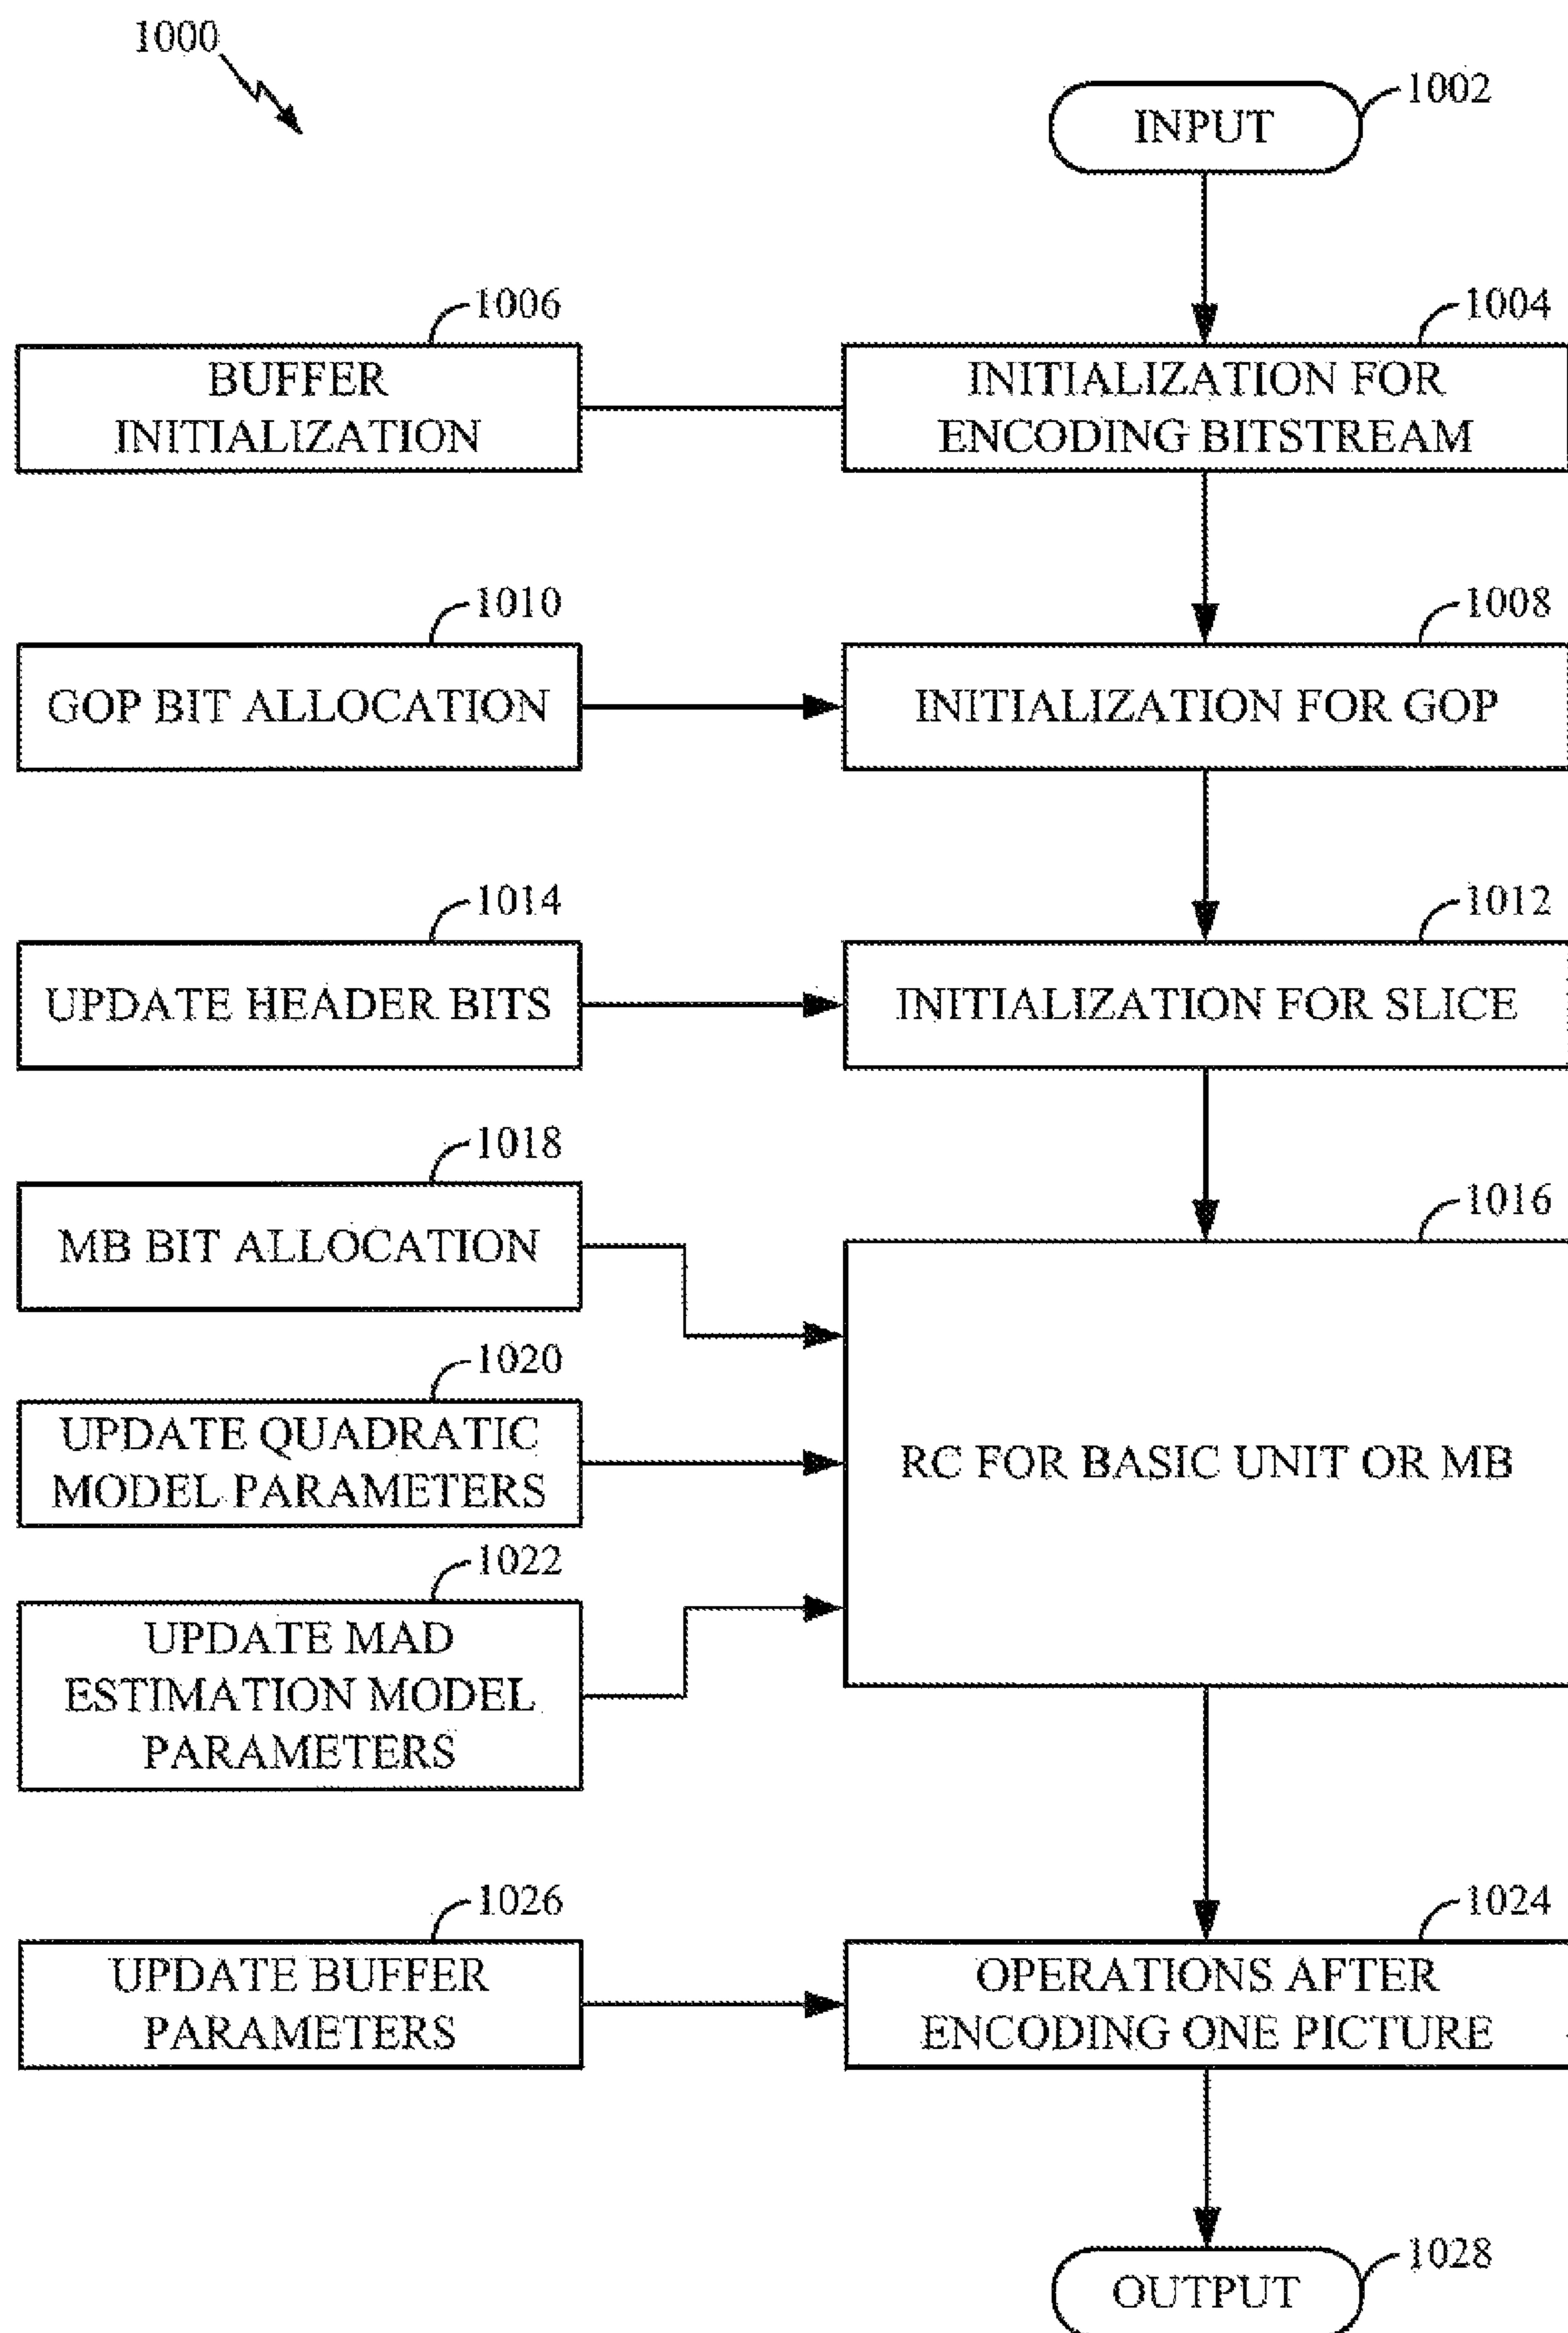 1000
1002
INPUT
1006
1004
BUFFER
INITIALIZATION
INITIALIZATION FOR
ENCODING BITSTREAM
1010
1008
GOP BIT ALLOCATION
INITIALIZATION FOR GOP
1014
1012
UPDATE HEADER BITS
INITIALIZATION FOR SLICE
1018
1016
MB BIT ALLOCATION
1020
UPDATE QUADRATIC
MODEL PARAMETERS
RC FOR BASIC UNIT OR MB
1022
UPDATE MAD
ESTIMATION MODEL
PARAMETERS
1026
1024
UPDATE BUFFER
PARAMETERS
OPERATIONS AFTER
ENCODING ONE PICTURE
1028
OUTPUT